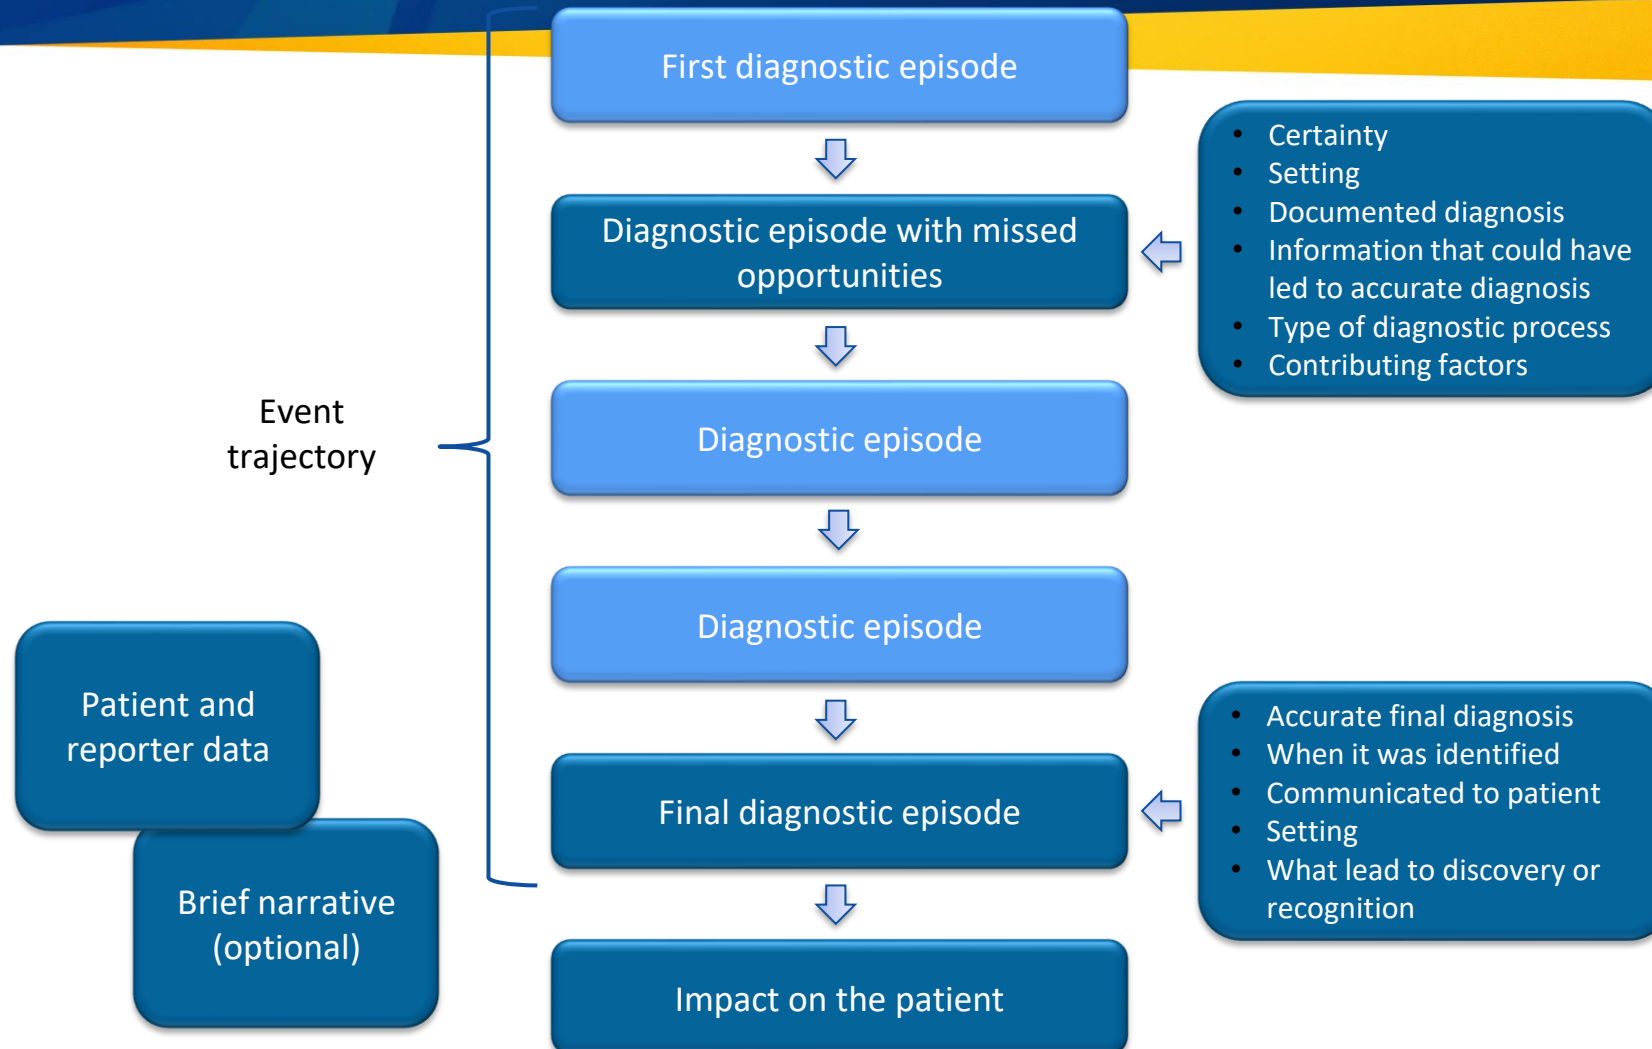 First diagnostic episode
• Certainty
• Setting
• Documented diagnosis
• Information that could have
led to accurate diagnosis
• Type of diagnostic process
• Contributing factors
Diagnostic episode with missed
opportunities
Event
trajectory
Diagnostic episode
Diagnostic episode
Patient and
reporter data
• Accurate final diagnosis
• When it was identified
• Communicated to patient
• Setting
• What lead to discovery or
recognition
Final diagnostic episode
Brief narrative
(optional)
Impact on the patient